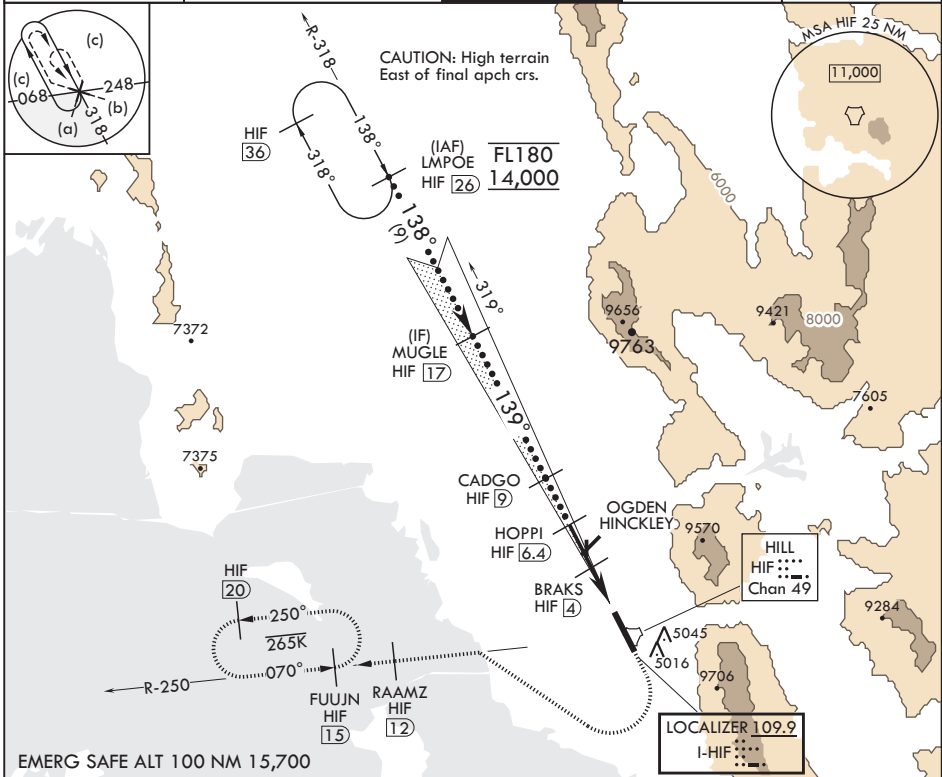 (c)
(c)
068
248
(b)
(a)
318
R-318
CAUTION: High terrain
East of final apch crs.
MSA HIF 25 NM
11,000
HIF
36
138°
318°
(IAF)
LMPOE
HIF 26
FL180
14,000
138°
(9)
6000
319°
7372
(IF)
MUGLE
HIF 17
9656
9763
9421
8000
139°
7605
7375
CADGO
HIF 9
OGDEN
HINCKLEY
HOPPI
HIF 6.4
9570
HILL
HIF
Chan 49
BRAKS
HIF 4
HIF
20
250°
265K
070°
R-250
FUUJN
HIF
15
RAAMZ
HIF
12
5045
5016
9284
9706
LOCALIZER 109.9
I-HIF
EMERG SAFE ALT 100 NM 15,700